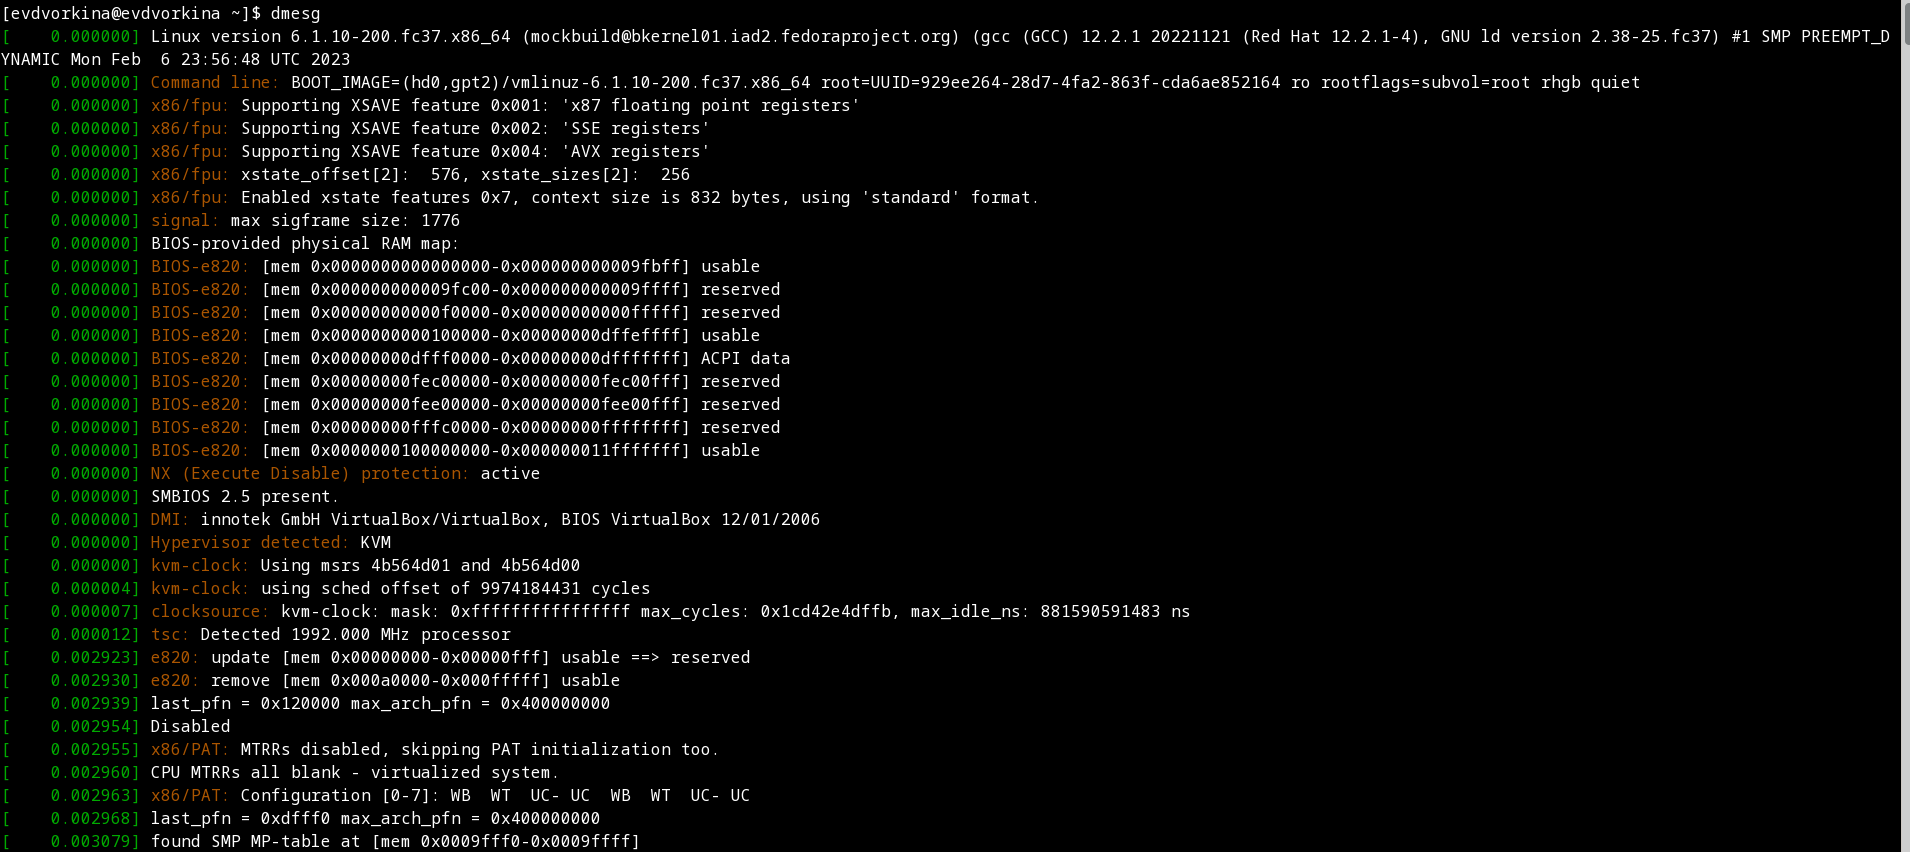 [evdvorkina@evdvorkina ~]$ dmesg
[    0.000000] Linux version 6.1.10-200.fc37.x86_64 (mockbuild@bkernel01.iad2.fedoraproject.org) (gcc (GCC) 12.2.1 20221121 (Red Hat 12.2.1-4), GNU ld version 2.38-25.fc37) #1 SMP PREEMPT_D
YNAMIC Mon Feb  6 23:56:48 UTC 2023
[    0.000000] Command line: BOOT_IMAGE=(hd0,gpt2)/vmlinuz-6.1.10-200.fc37.x86_64 root=UUID=929ee264-28d7-4fa2-863f-cda6ae852164 ro rootflags=subvol=root rhgb quiet
[    0.000000] x86/fpu: Supporting XSAVE feature 0x001: 'x87 floating point registers'
[    0.000000] x86/fpu: Supporting XSAVE feature 0x002: 'SSE registers'
[    0.000000] x86/fpu: Supporting XSAVE feature 0x004: 'AVX registers'
[    0.000000] x86/fpu: xstate_offset[2]:  576, xstate_sizes[2]:  256
[    0.000000] x86/fpu: Enabled xstate features 0x7, context size is 832 bytes, using 'standard' format.
[    0.000000] signal: max sigframe size: 1776
[    0.000000] BIOS-provided physical RAM map:
[    0.000000] BIOS-e820: [mem 0x0000000000000000-0x000000000009fbff] usable
[    0.000000] BIOS-e820: [mem 0x000000000009fc00-0x000000000009ffff] reserved
[    0.000000] BIOS-e820: [mem 0x00000000000f0000-0x00000000000fffff] reserved
[    0.000000] BIOS-e820: [mem 0x0000000000100000-0x00000000dffeffff] usable
[    0.000000] BIOS-e820: [mem 0x00000000dfff0000-0x00000000dfffffff] ACPI data
[    0.000000] BIOS-e820: [mem 0x00000000fec00000-0x00000000fec00fff] reserved
[    0.000000] BIOS-e820: [mem 0x00000000fee00000-0x00000000fee00fff] reserved
[    0.000000] BIOS-e820: [mem 0x00000000fffc0000-0x00000000ffffffff] reserved
[    0.000000] BIOS-e820: [mem 0x0000000100000000-0x000000011fffffff] usable
[    0.000000] NX (Execute Disable) protection: active
[    0.000000] SMBIOS 2.5 present.
[    0.000000] DMI: innotek GmbH VirtualBox/VirtualBox, BIOS VirtualBox 12/01/2006
[    0.000000] Hypervisor detected: KVM
[    0.000000] kvm-clock: Using msrs 4b564d01 and 4b564d00
[    0.000004] kvm-clock: using sched offset of 9974184431 cycles
[    0.000007] clocksource: kvm-clock: mask: 0xffffffffffffffff max_cycles: 0x1cd42e4dffb, max_idle_ns: 881590591483 ns
[    0.000012] tsc: Detected 1992.000 MHz processor
[    0.002923] e820: update [mem 0x00000000-0x00000fff] usable ==> reserved
[    0.002930] e820: remove [mem 0x000a0000-0x000fffff] usable
[    0.002939] last_pfn = 0x120000 max_arch_pfn = 0x400000000
[    0.002954] Disabled
[    0.002955] x86/PAT: MTRRs disabled, skipping PAT initialization too.
[    0.002960] CPU MTRRs all blank - virtualized system.
[    0.002963] x86/PAT: Configuration [0-7]: WB  WT  UC- UC  WB  WT  UC- UC
[    0.002968] last_pfn = 0xdfff0 max_arch_pfn = 0x400000000
[    0.003079] found SMP MP-table at [mem 0x0009fff0-0x0009ffff]